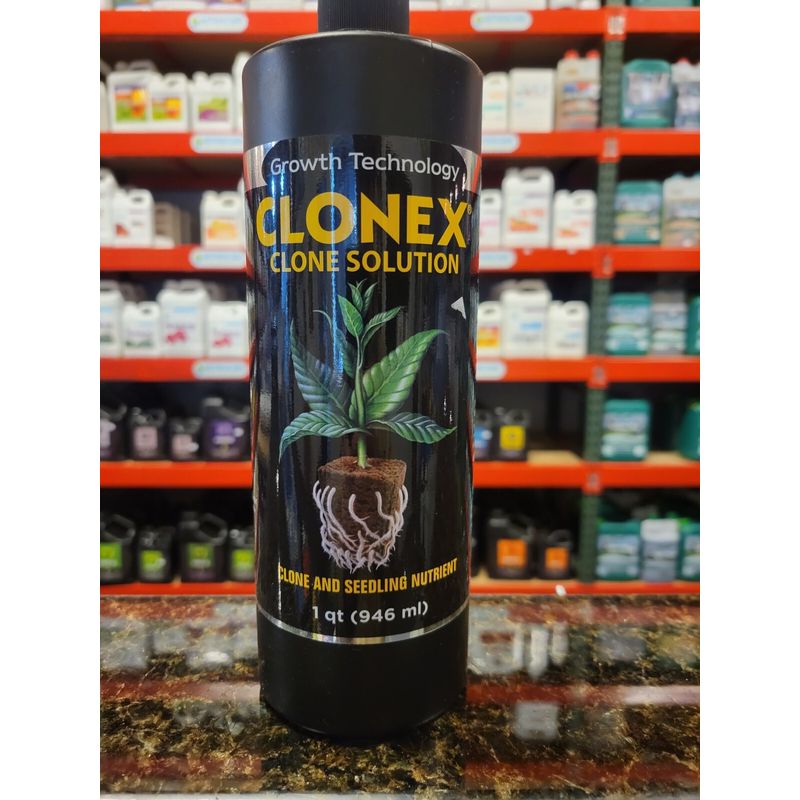 Growth Technology
CLONEX®
CLONE SOLUTION
CLONE AND SEEDLING NUTRIENT
1 qt (946 ml)